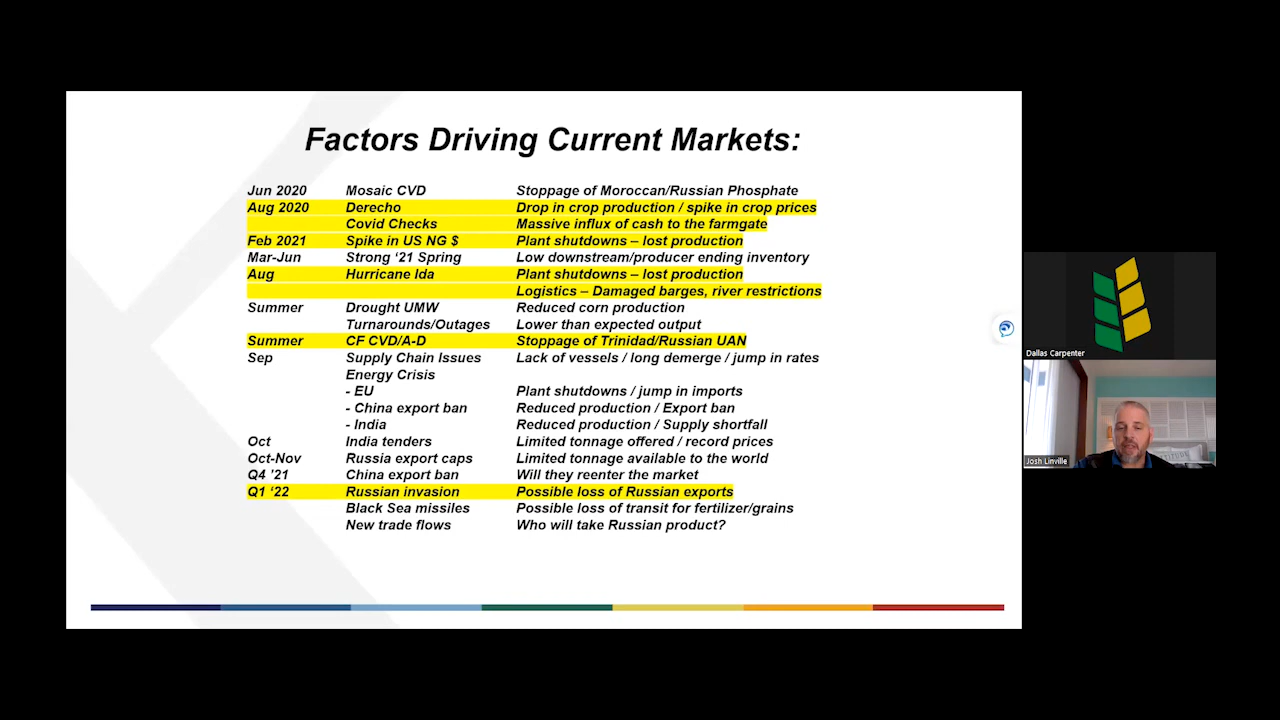 Factors Driving Current Markets:
Jun 2020 Mosaic CVD Stoppage of Moroccan/Russian Phosphate
Aug 2020 Derecho Drop in crop production / spike in crop prices
Covid Checks Massive influx of cash to the farmgate
Feb 2021 Spike in US NG $ Plant shutdowns – lost production
Mar-Jun Strong ‘21 Spring Low downstream/producer ending inventory
Aug Hurricane Ida Plant shutdowns – lost production
Logistics – Damaged barges, river restrictions
Summer Drought UMW Reduced corn production
Turnarounds/Outages Lower than expected output
Summer CF CVD/A-D Stoppage of Trinidad/Russian UAN
Sep Supply Chain Issues Lack of vessels / long demerge / jump in rates
Energy Crisis
- EU Plant shutdowns / jump in imports
- China export ban Reduced production / Export ban
- India Reduced production / Supply shortfall
Oct India tenders Limited tonnage offered / record prices
Oct-Nov Russia export caps Limited tonnage available to the world
Q4 ’21 China export ban Will they reenter the market
Q1 ‘22 Russian invasion Possible loss of Russian exports
Black Sea missiles Possible loss of transit for fertilizer/grains
New trade flows Who will take Russian product?
Dallas Carpenter
Josh Linville